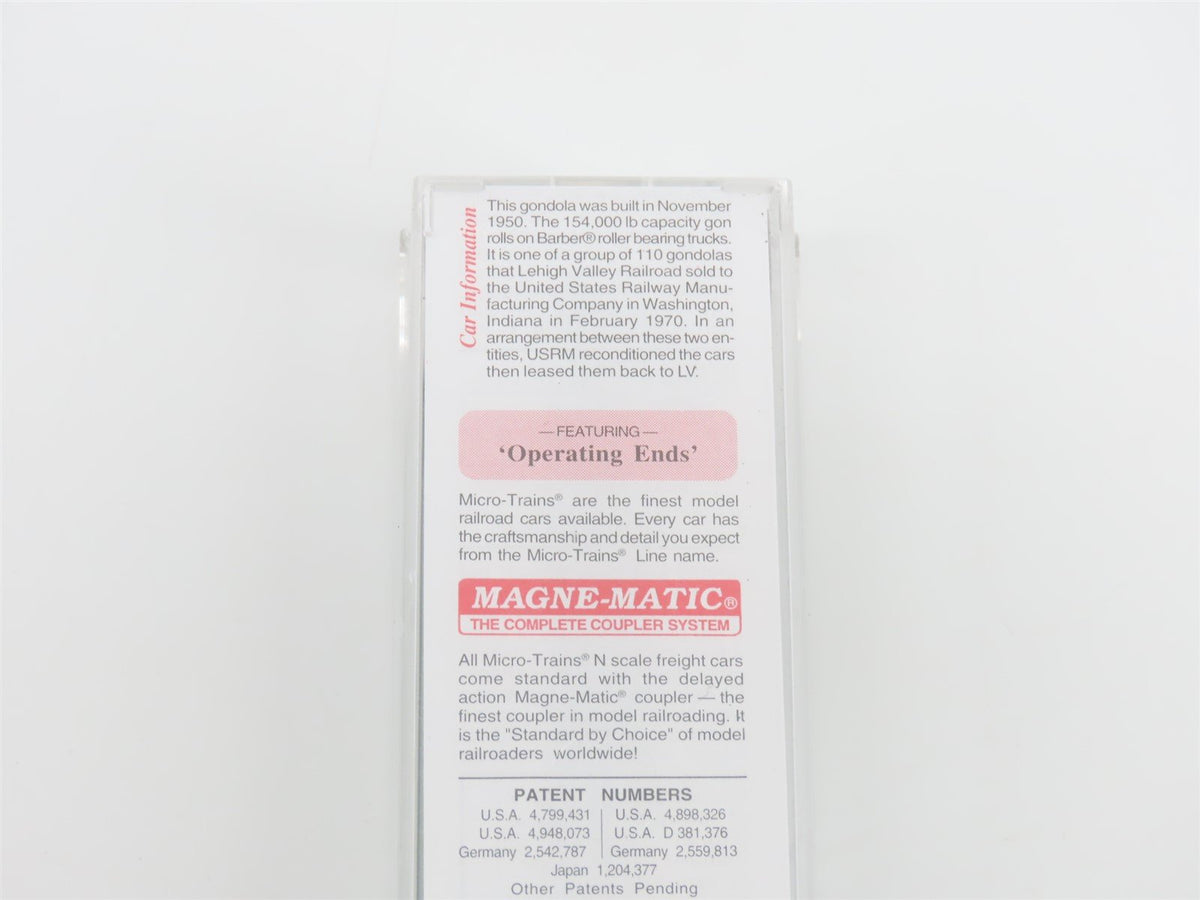 Car Information
This gondola was built in November
1950. The 154,000 lb capacity gon
rolls on Barber® roller bearing trucks.
It is one of a group of 110 gondolas
that Lehigh Valley Railroad sold to
the United States Railway Manu-
facturing Company in Washington,
Indiana in February 1970. In an
arrangement between these two en-
tities, USRM reconditioned the cars
then leased them back to LV.
—FEATURING—
‘Operating Ends’
Micro-Trains® are the finest model
railroad cars available. Every car has
the craftsmanship and detail you expect
from the Micro-Trains® Line name.
MAGNE-MATIC®
THE COMPLETE COUPLER SYSTEM
All Micro-Trains® N scale freight cars
come standard with the delayed
action Magne-Matic® coupler — the
finest coupler in model railroading. It
is the "Standard by Choice" of model
railroaders worldwide!
PATENT NUMBERS
U.S.A. 4,799,431 | U.S.A. 4,898,326
U.S.A. 4,948,073 | U.S.A. D 381,376
Germany 2,542,787 | Germany 2,559,813
Japan 1,204,377
Other Patents Pending